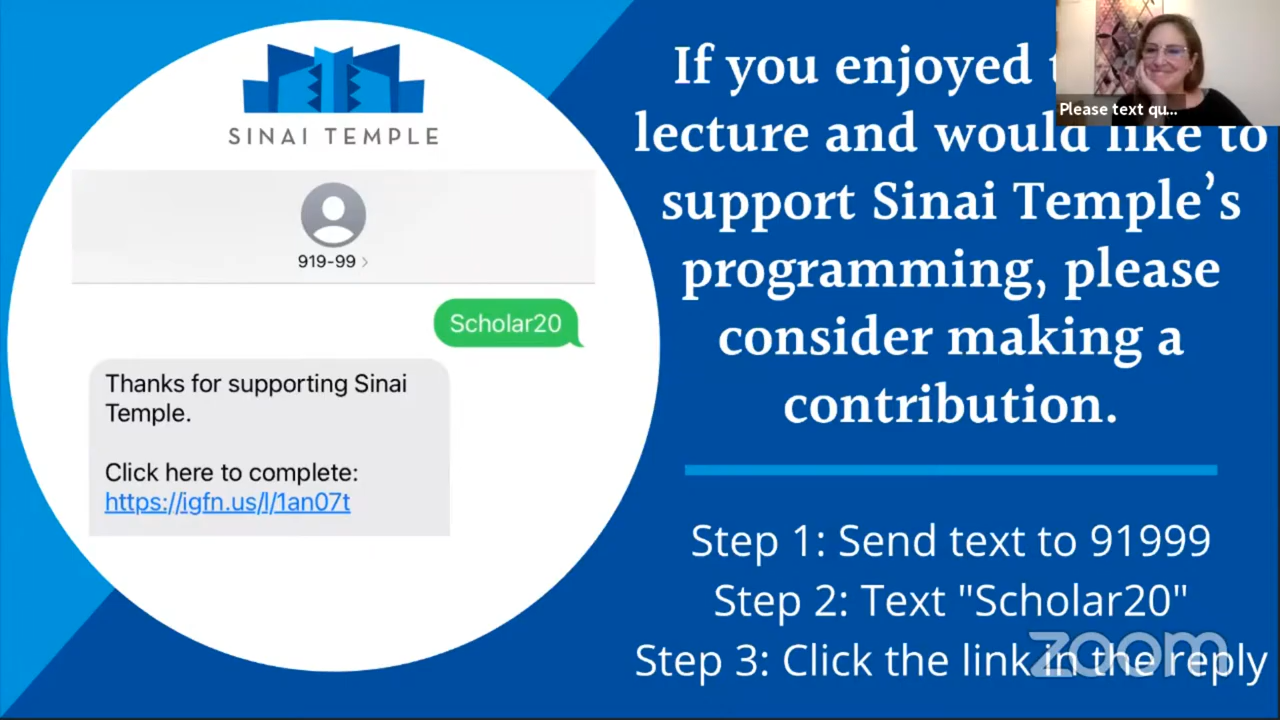 SINAI TEMPLE
919-99 >
Scholar20
Thanks for supporting Sinai
Temple.
Click here to complete:
https://igfn.us/l/1an07t
If you enjoyed
lecture and would like to
support Sinai Temple’s
programming, please
consider making a
contribution.
Step 1: Send text to 91999
Step 2: Text "Scholar20"
Step 3: Click the link in the reply
Please text qu...
zoom